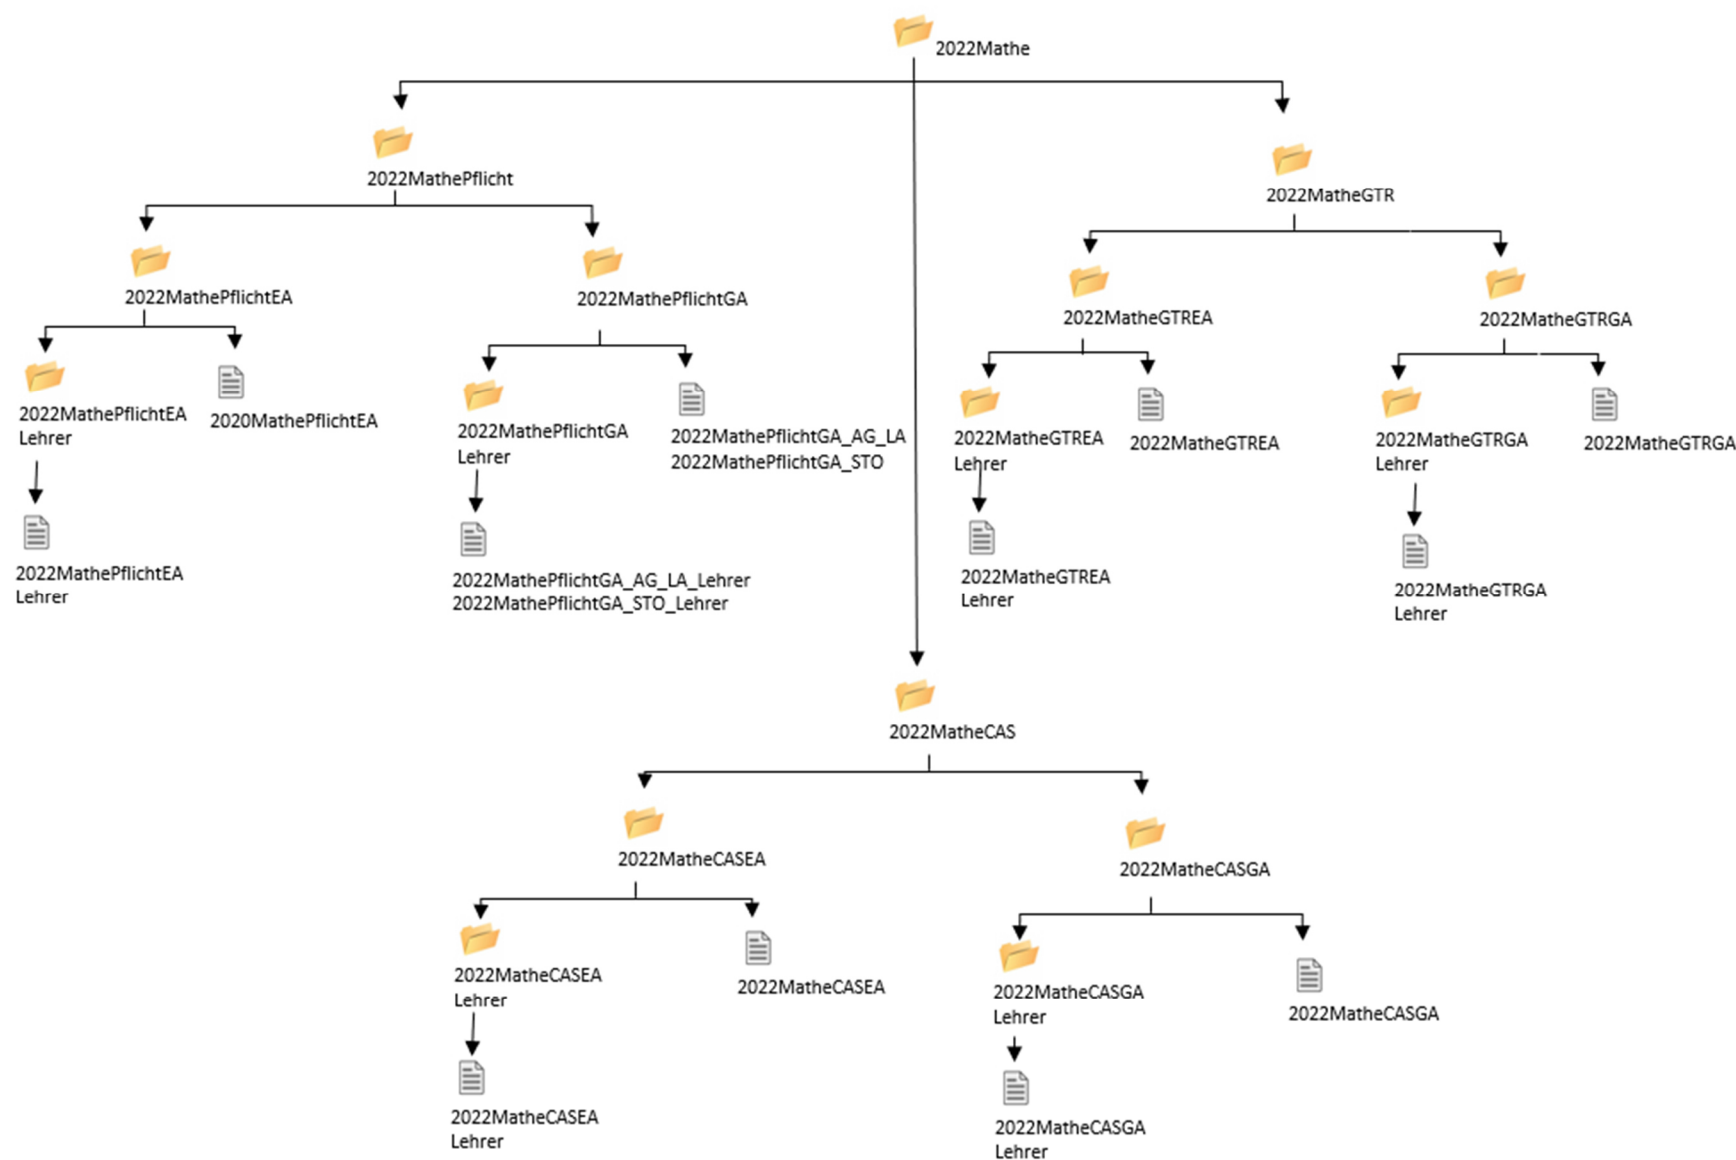 2022Mathe
2022MathePflicht
2022MatheGTR
2022MathePflichtEA
2022MathePflichtGA
2022MatheGTREA
2022MatheGTRGA
2022MathePflichtEA
Lehrer
2020MathePflichtEA
2022MathePflichtGA
Lehrer
2022MathePflichtGA_AG_LA
2022MathePflichtGA_STO
2022MatheGTREA
Lehrer
2022MatheGTREA
2022MatheGTRGA
Lehrer
2022MatheGTRGA
2022MathePflichtEA
Lehrer
2022MathePflichtGA_AG_LA_Lehrer
2022MathePflichtGA_STO_Lehrer
2022MatheGTREA
Lehrer
2022MatheGTRGA
Lehrer
2022MatheCAS
2022MatheCASEA
2022MatheCASGA
2022MatheCASEA
Lehrer
2022MatheCASEA
2022MatheCASGA
Lehrer
2022MatheCASGA
2022MatheCASEA
Lehrer
2022MatheCASGA
Lehrer